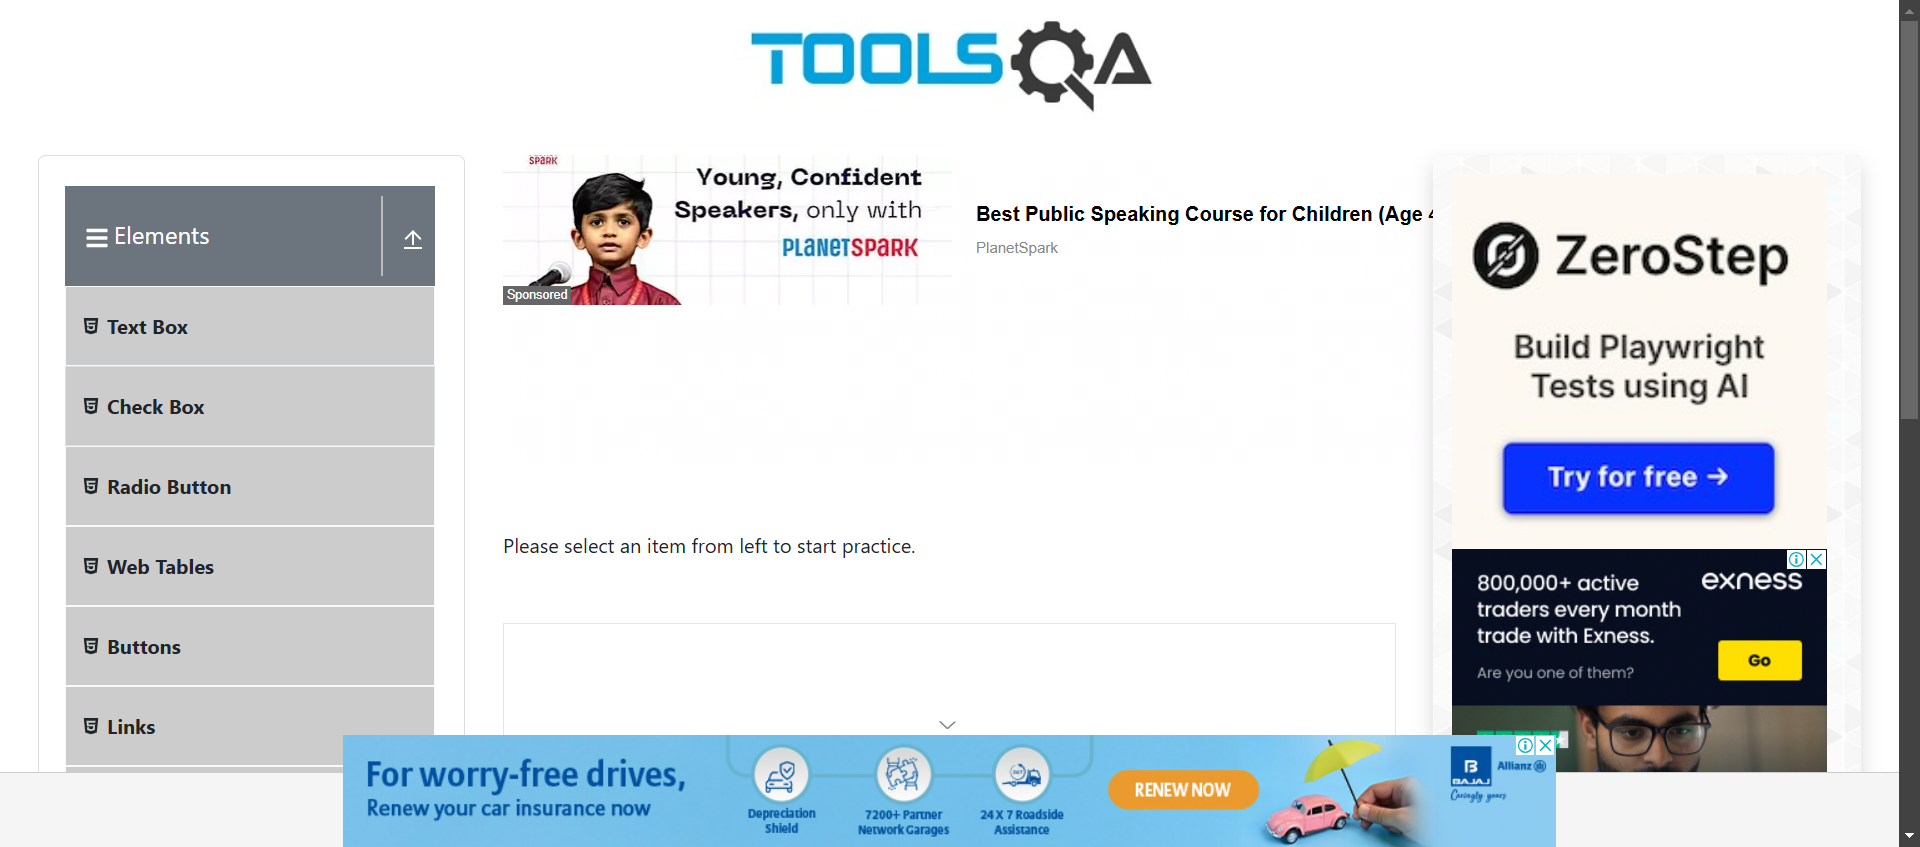 TOOLSQA
Elements
Text Box
Check Box
Radio Button
Web Tables
Buttons
Links
SPARK
Young, Confident
Speakers, only with
PLANETSPARK
Sponsored
Best Public Speaking Course for Children (Age 4
PlanetSpark
Please select an item from left to start practice.
ZeroStep
Build Playwright
Tests using AI
Try for free →
800,000+ active
traders every month
trade with Exness.
Are you one of them?
exness
Go
For worry-free drives,
Renew your car insurance now
Depreciation
Shield
7200+ Partner
Network Garages
24 X 7 Roadside
Assistance
RENEW NOW
B
BAJAJ
Allianz
Caringly yours